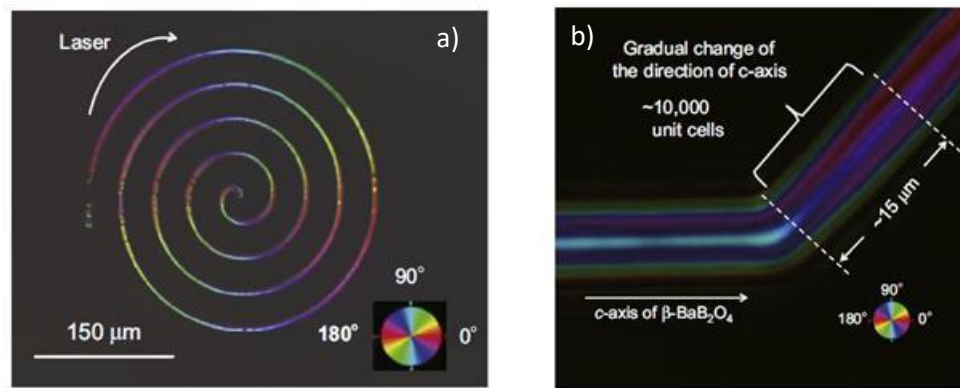 a)
Laser
150 μm
90°
180°
0°
b)
Gradual change of
the direction of c-axis
~10,000
unit cells
~15 μm
c-axis of β-BaB₂O₄
90°
180°
0°